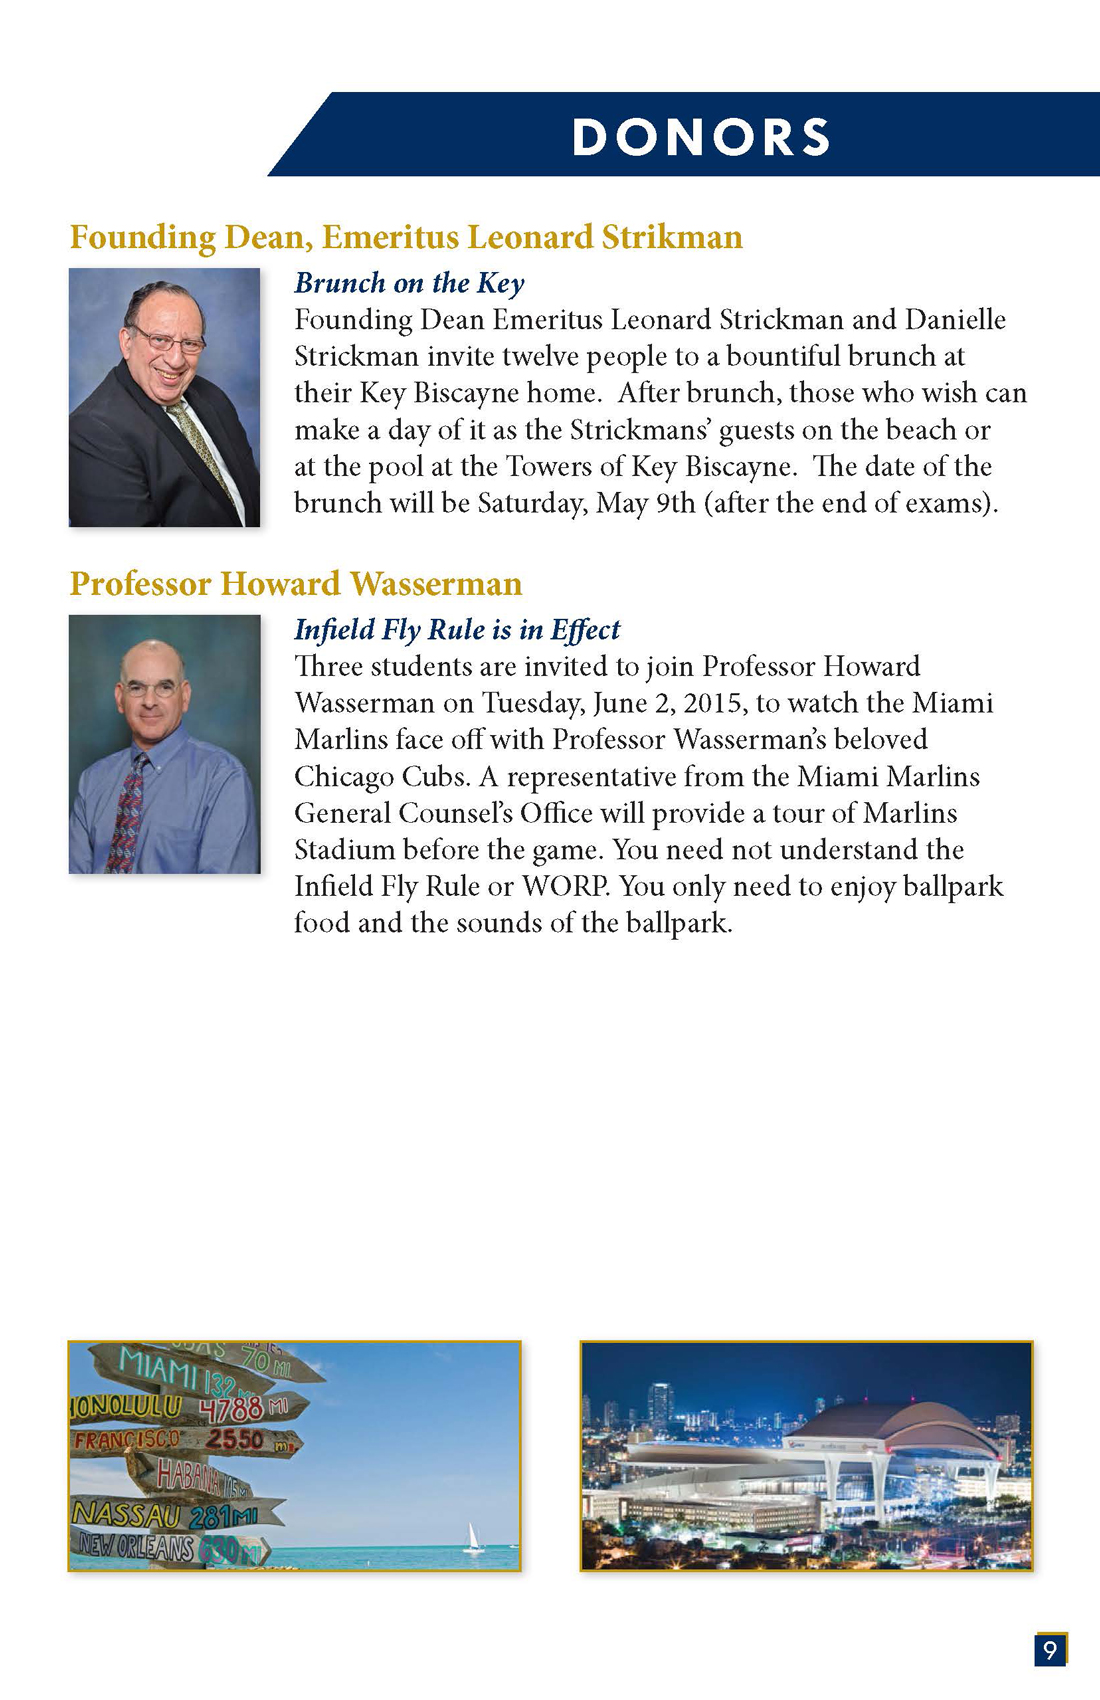 DONORS
Founding Dean, Emeritus Leonard Strikman
Brunch on the Key
Founding Dean Emeritus Leonard Strickman and Danielle
Strickman invite twelve people to a bountiful brunch at
their Key Biscayne home.  After brunch, those who wish can
make a day of it as the Strickmans’ guests on the beach or
at the pool at the Towers of Key Biscayne.  The date of the
brunch will be Saturday, May 9th (after the end of exams).
Professor Howard Wasserman
Infield Fly Rule is in Effect
Three students are invited to join Professor Howard
Wasserman on Tuesday, June 2, 2015, to watch the Miami
Marlins face off with Professor Wasserman’s beloved
Chicago Cubs. A representative from the Miami Marlins
General Counsel’s Office will provide a tour of Marlins
Stadium before the game. You need not understand the
Infield Fly Rule or WORP. You only need to enjoy ballpark
food and the sounds of the ballpark.
70 MI
MIAMI 132
HONOLULU 4788 MI
FRANCISCO 2550 mi
HABANA
NASSAU 281 MI
NEW ORLEANS 630 MI
9